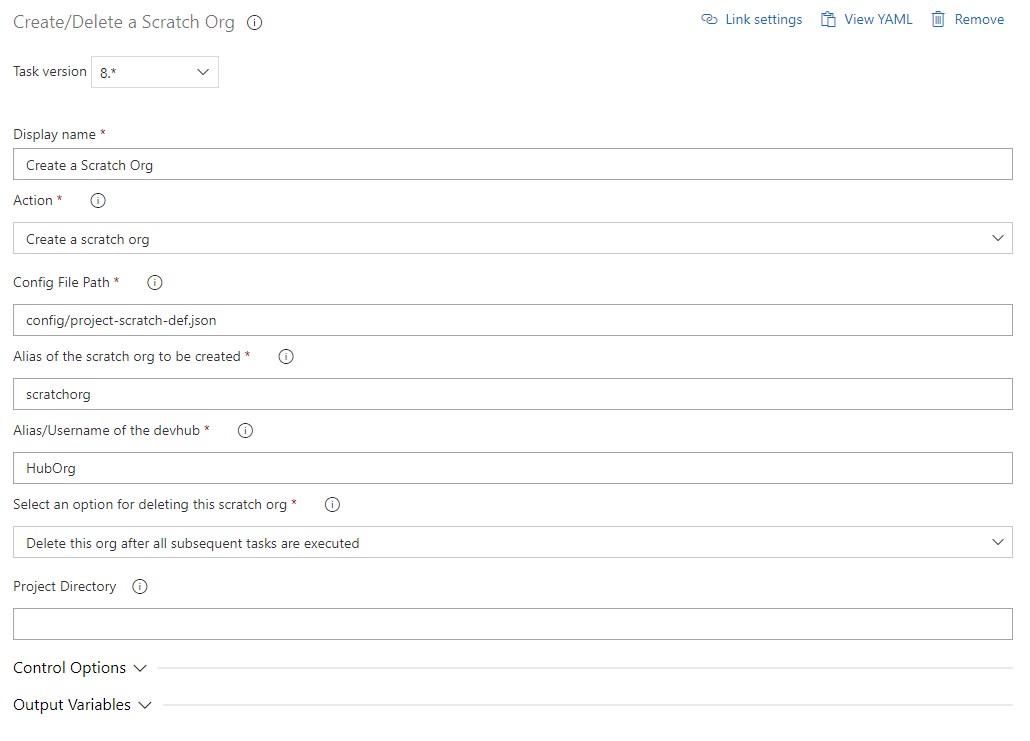 Create/Delete a Scratch Org
Link settings View YAML Remove
Task version 8.*
Display name *
Create a Scratch Org
Action *
Create a scratch org
Config File Path *
config/project-scratch-def.json
Alias of the scratch org to be created *
scratchorg
Alias/Username of the devhub *
HubOrg
Select an option for deleting this scratch org *
Delete this org after all subsequent tasks are executed
Project Directory
Control Options
Output Variables